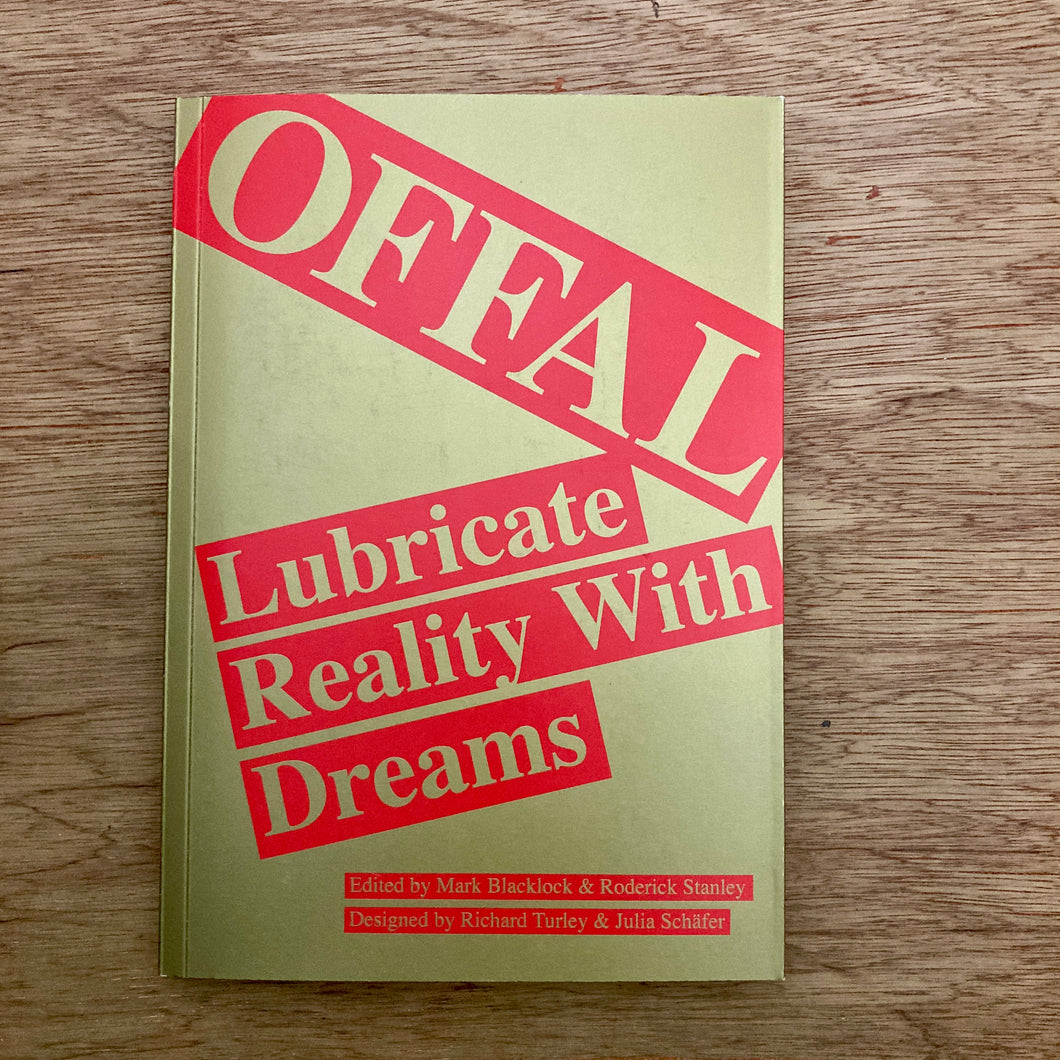 OFFAL
Lubricate
Reality With
Dreams
Edited by Mark Blacklock & Roderick Stanley
Designed by Richard Turley & Julia Schäfer